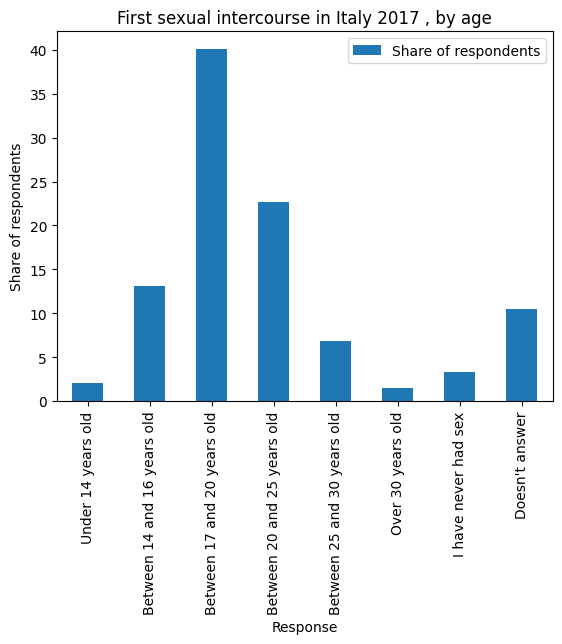 First sexual intercourse in Italy 2017 , by age
Share of respondents
Share of respondents
40
35
30
25
20
15
10
5
0
Under 14 years old
Between 14 and 16 years old
Between 17 and 20 years old
Between 20 and 25 years old
Between 25 and 30 years old
Over 30 years old
I have never had sex
Doesn't answer
Response